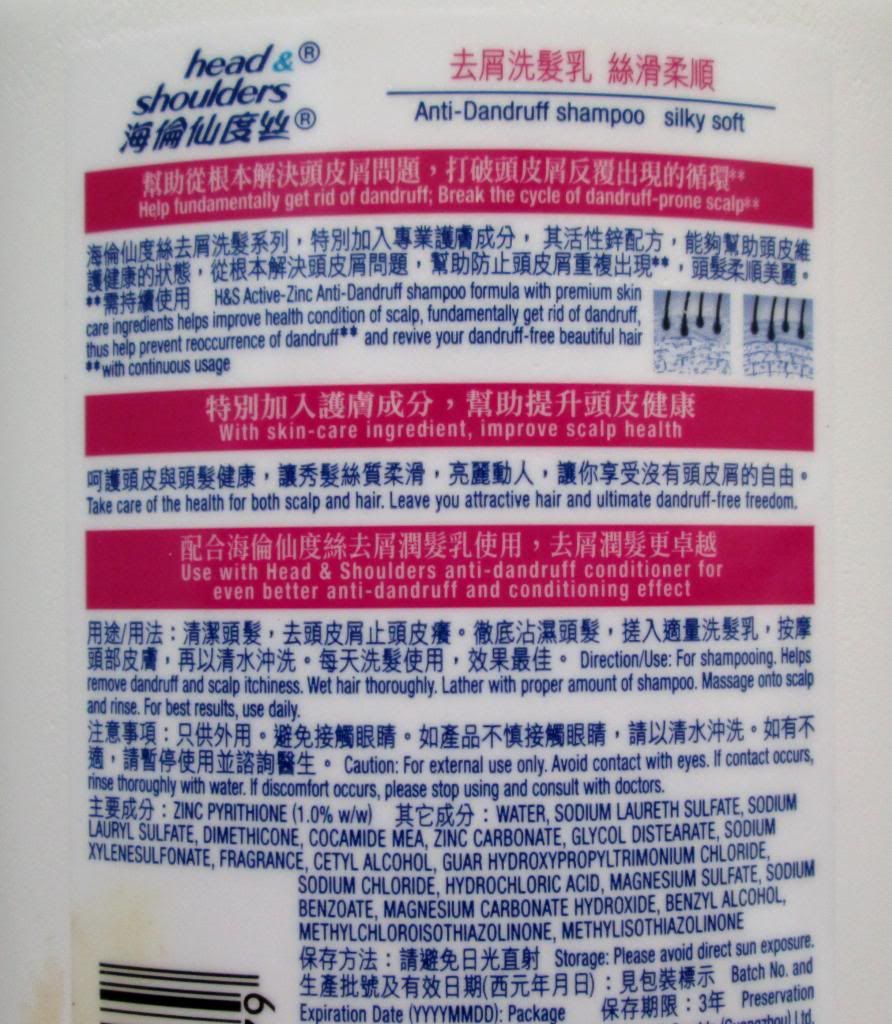 head & ®
shoulders
海倫仙度丝®
去屑洗髮乳 絲滑柔順
Anti-Dandruff shampoo silky soft
幫助從根本解決頭皮屑問題，打破頭皮屑反覆出現的循環**
Help fundamentally get rid of dandruff; Break the cycle of dandruff-prone scalp**
海倫仙度絲去屑洗髮系列，特別加入專業護膚成分， 其活性鋅配方，能夠幫助頭皮維
護健康的狀態，從根本解決頭皮屑問題，幫助防止頭皮屑重複出現**，頭髮柔順美麗。
**需持續使用 H&S Active-Zinc Anti-Dandruff shampoo formula with premium skin
care ingredients helps improve health condition of scalp, fundamentally get rid of dandruff,
thus help prevent reoccurrence of dandruff** and revive your dandruff-free beautiful hair
**with continuous usage
特別加入護膚成分，幫助提升頭皮健康
With skin-care ingredient, improve scalp health
呵護頭皮與頭髮健康，讓秀髮絲質柔滑，亮麗動人，讓你享受沒有頭皮屑的自由。
Take care of the health for both scalp and hair. Leave you attractive hair and ultimate dandruff-free freedom.
配合海倫仙度絲去屑潤髮乳使用，去屑潤髮更卓越
Use with Head & Shoulders anti-dandruff conditioner for
even better anti-dandruff and conditioning effect
用途/用法：清潔頭髮，去頭皮屑止頭皮癢。徹底沾濕頭髮，搓入適量洗髮乳，按摩
頭部皮膚，再以清水沖洗。每天洗髮使用，效果最佳。 Direction/Use: For shampooing. Helps
remove dandruff and scalp itchiness. Wet hair thoroughly. Lather with proper amount of shampoo. Massage onto scalp
and rinse. For best results, use daily.
注意事項：只供外用。避免接觸眼睛。如產品不慎接觸眼睛，請以清水沖洗。如有不
適，請暫停使用並諮詢醫生。 Caution: For external use only. Avoid contact with eyes. If contact occurs,
rinse thoroughly with water. If discomfort occurs, please stop using and consult with doctors.
主要成分：ZINC PYRITHIONE (1.0% w/w) 其它成分：WATER, SODIUM LAURETH SULFATE, SODIUM
LAURYL SULFATE, DIMETHICONE, COCAMIDE MEA, ZINC CARBONATE, GLYCOL DISTEARATE, SODIUM
XYLENESULFONATE, FRAGRANCE, CETYL ALCOHOL, GUAR HYDROXYPROPYLTRIMONIUM CHLORIDE,
SODIUM CHLORIDE, HYDROCHLORIC ACID, MAGNESIUM SULFATE, SODIUM
BENZOATE, MAGNESIUM CARBONATE HYDROXIDE, BENZYL ALCOHOL,
METHYLCHLOROISOTHIAZOLINONE, METHYLISOTHIAZOLINONE
保存方法：請避免日光直射 Storage: Please avoid direct sun exposure.
生產批號及有效日期(西元年月日)：見包裝標示 Batch No. and
Expiration Date (YYYYMMDD): Package 保存期限：3年 Preservation
(Guangzhou) Ltd.